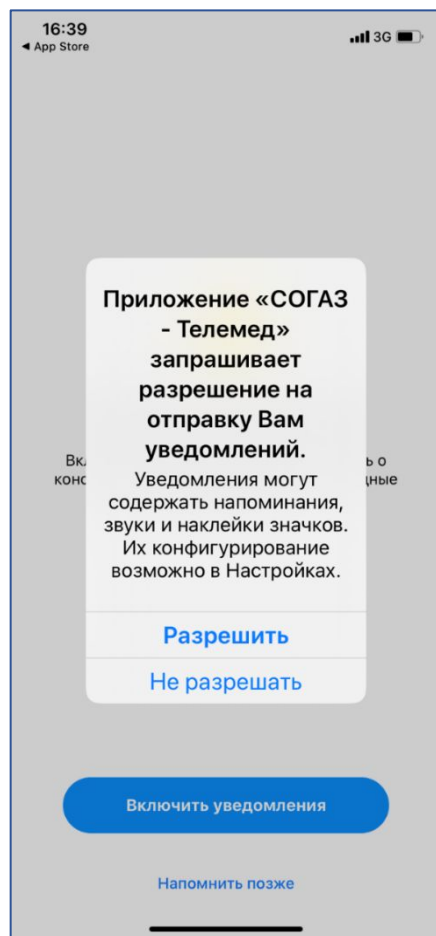 16:39
◀ App Store
3G
Приложение «СОГАЗ
- Телемед»
запрашивает
разрешение на
отправку Вам
уведомлений.
Уведомления могут
содержать напоминания,
звуки и наклейки значков.
Их конфигурирование
возможно в Настройках.
Разрешить
Не разрешать
Включить уведомления
Напомнить позже